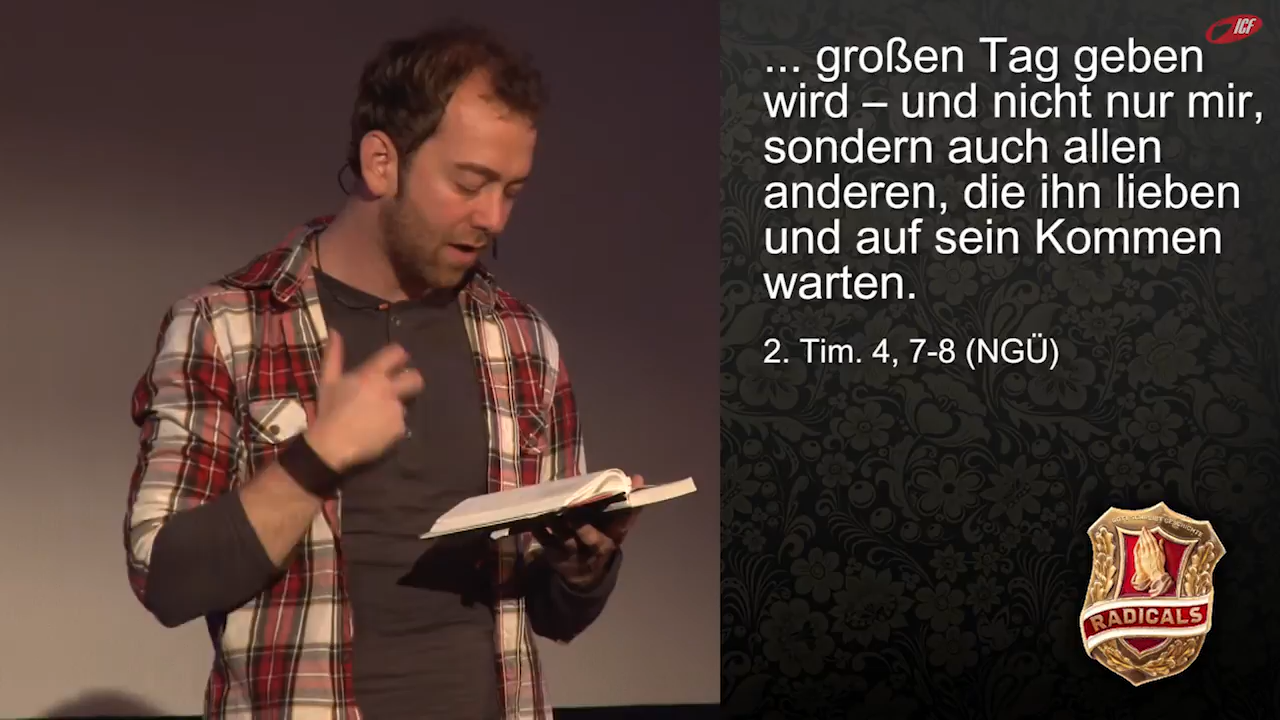 ICF
... großen Tag geben
wird – und nicht nur mir,
sondern auch allen
anderen, die ihn lieben
und auf sein Kommen
warten.
2. Tim. 4, 7-8 (NGÜ)
RADICALS